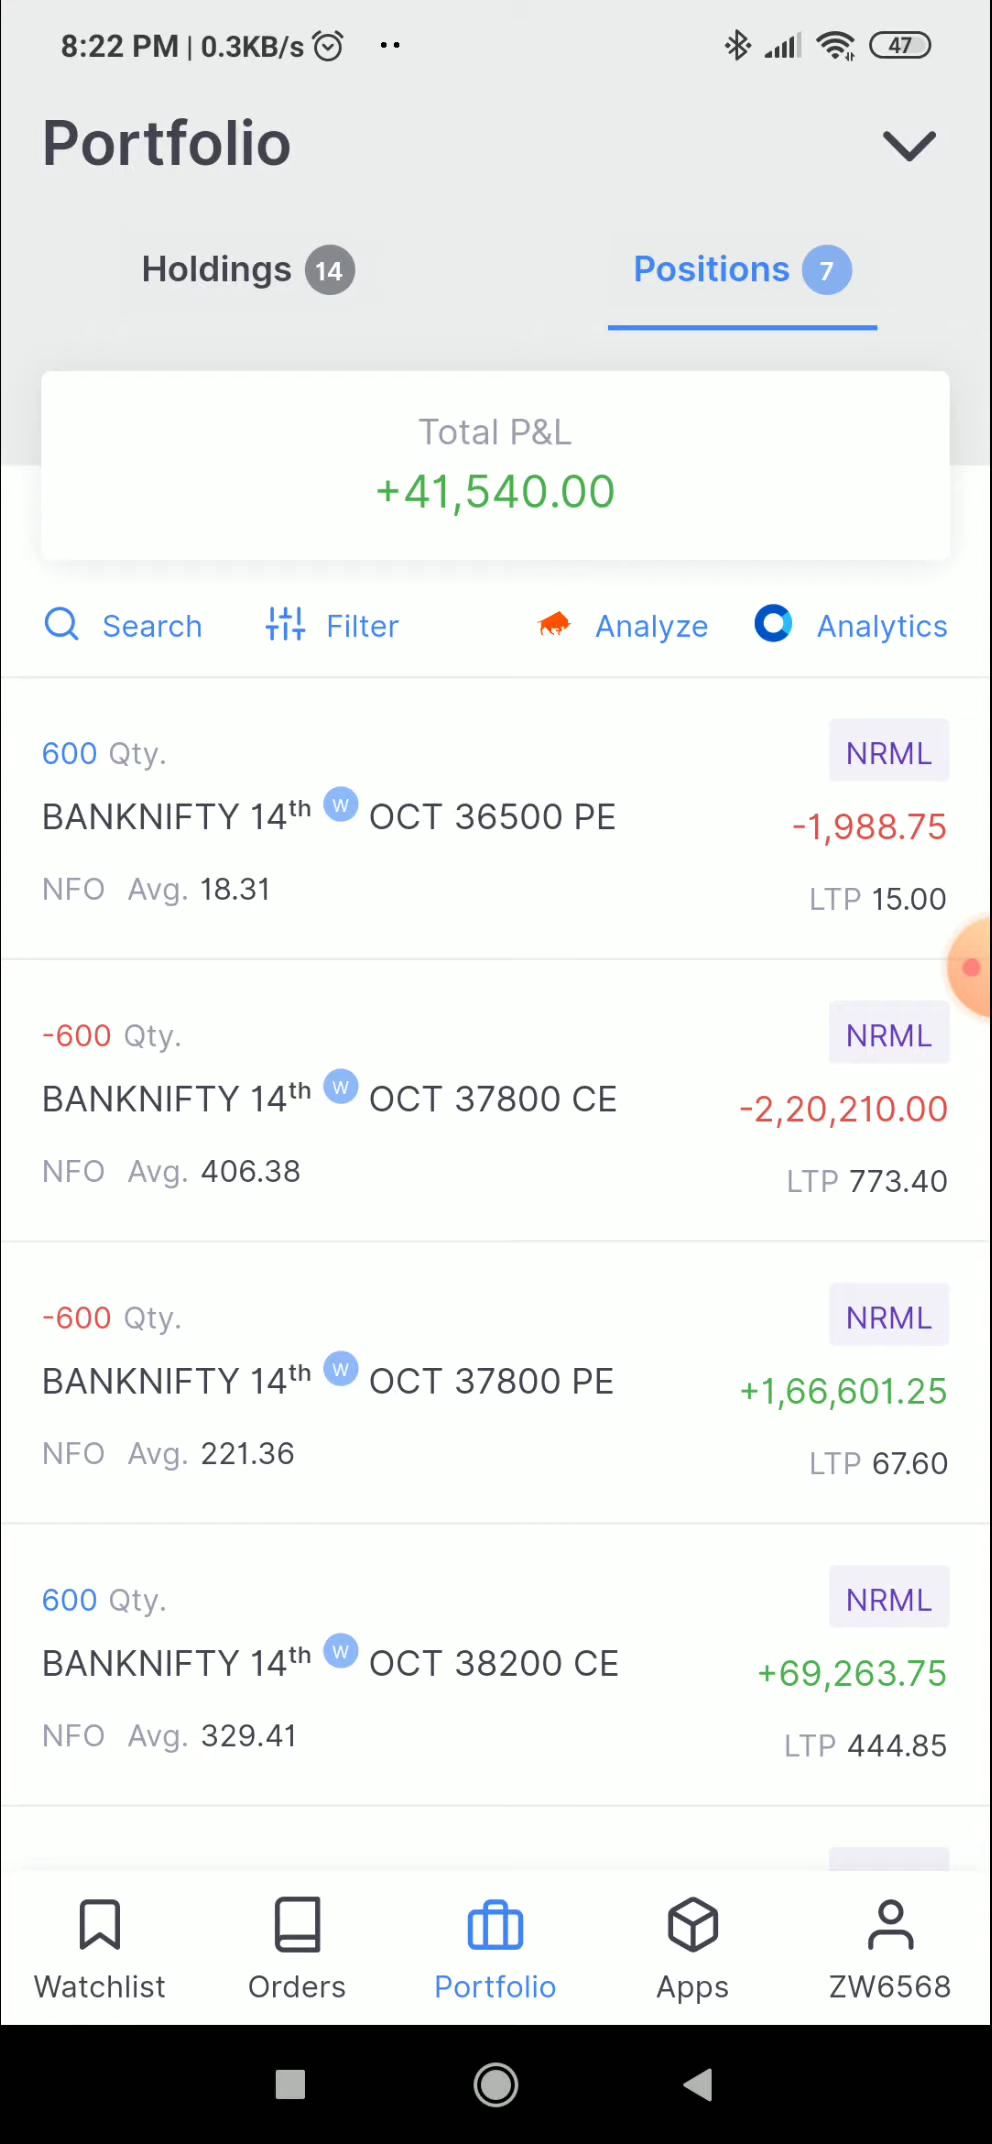 8:22 PM | 0.3KB/s 47
Portfolio
Holdings 14 Positions 7
Total P&L
+41,540.00
Search Filter Analyze Analytics
600 Qty. NRML
BANKNIFTY 14th W OCT 36500 PE -1,988.75
NFO Avg. 18.31 LTP 15.00
-600 Qty. NRML
BANKNIFTY 14th W OCT 37800 CE -2,20,210.00
NFO Avg. 406.38 LTP 773.40
-600 Qty. NRML
BANKNIFTY 14th W OCT 37800 PE +1,66,601.25
NFO Avg. 221.36 LTP 67.60
600 Qty. NRML
BANKNIFTY 14th W OCT 38200 CE +69,263.75
NFO Avg. 329.41 LTP 444.85
Watchlist Orders Portfolio Apps ZW6568